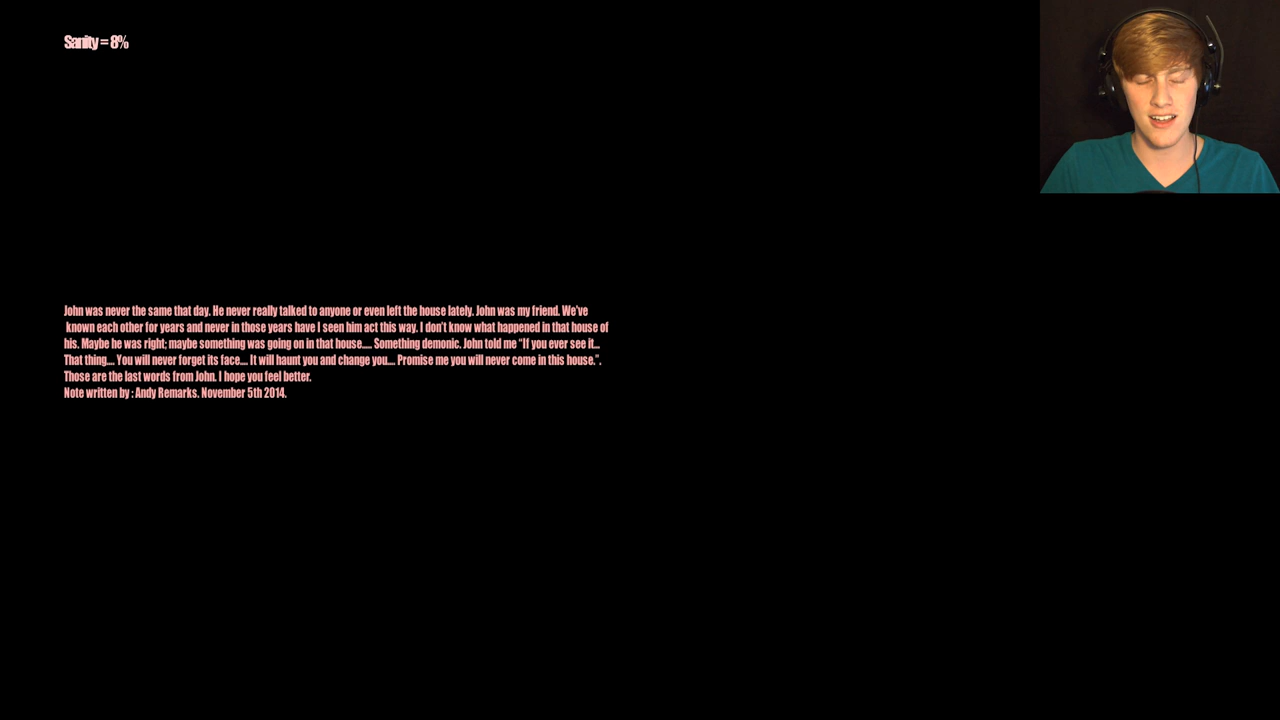 Sanity = 8%
John was never the same that day. He never really talked to anyone or even left the house lately. John was my friend. We've
known each other for years and never in those years have I seen him act this way. I don't know what happened in that house of
his. Maybe he was right; maybe something was going on in that house..... Something demonic. John told me “If you ever see it...
That thing.... You will never forget its face.... It will haunt you and change you.... Promise me you will never come in this house.”.
Those are the last words from John. I hope you feel better.
Note written by : Andy Remarks. November 5th 2014.